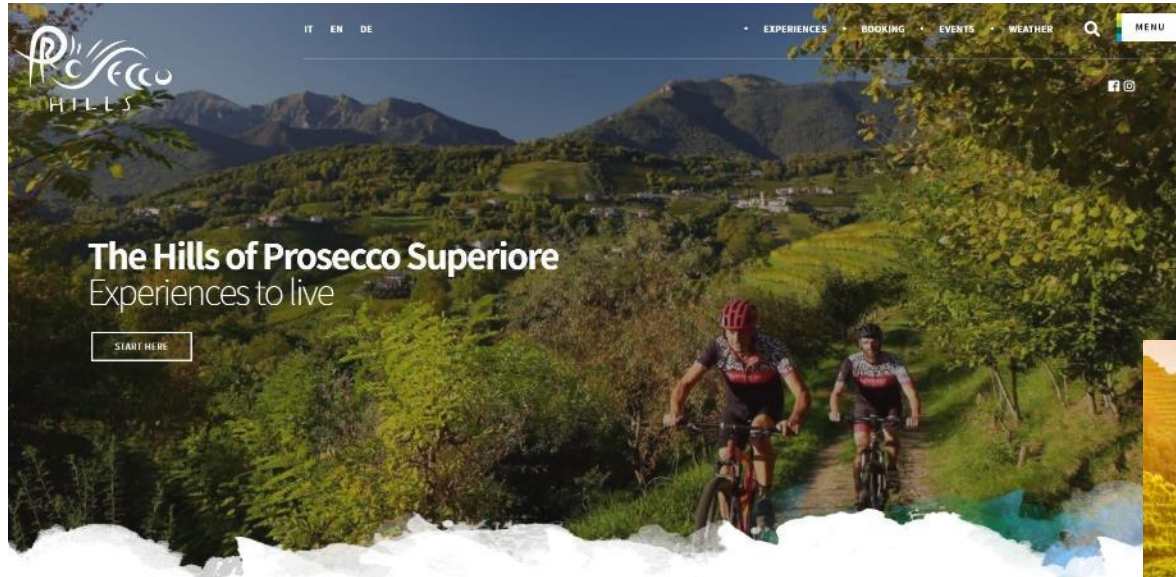 PROSECCO
HILLS
IT EN DE
• EXPERIENCES • BOOKING • EVENTS • WEATHER
MENU
The Hills of Prosecco Superiore
Experiences to live
START HERE